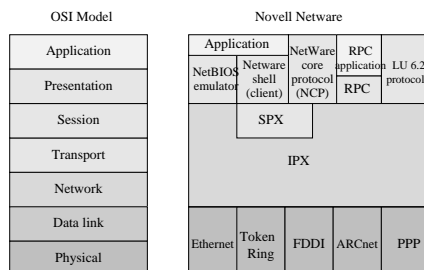 OSI Model
Novell Netware
Application
Presentation
Session
Transport
Network
Data link
Physical
Application
NetBIOS
emulator
Netware
shell
(client)
NetWare
core
protocol
(NCP)
RPC
application
RPC
LU 6.2
protocol
SPX
IPX
Ethernet
Token
Ring
FDDI
ARCnet
PPP